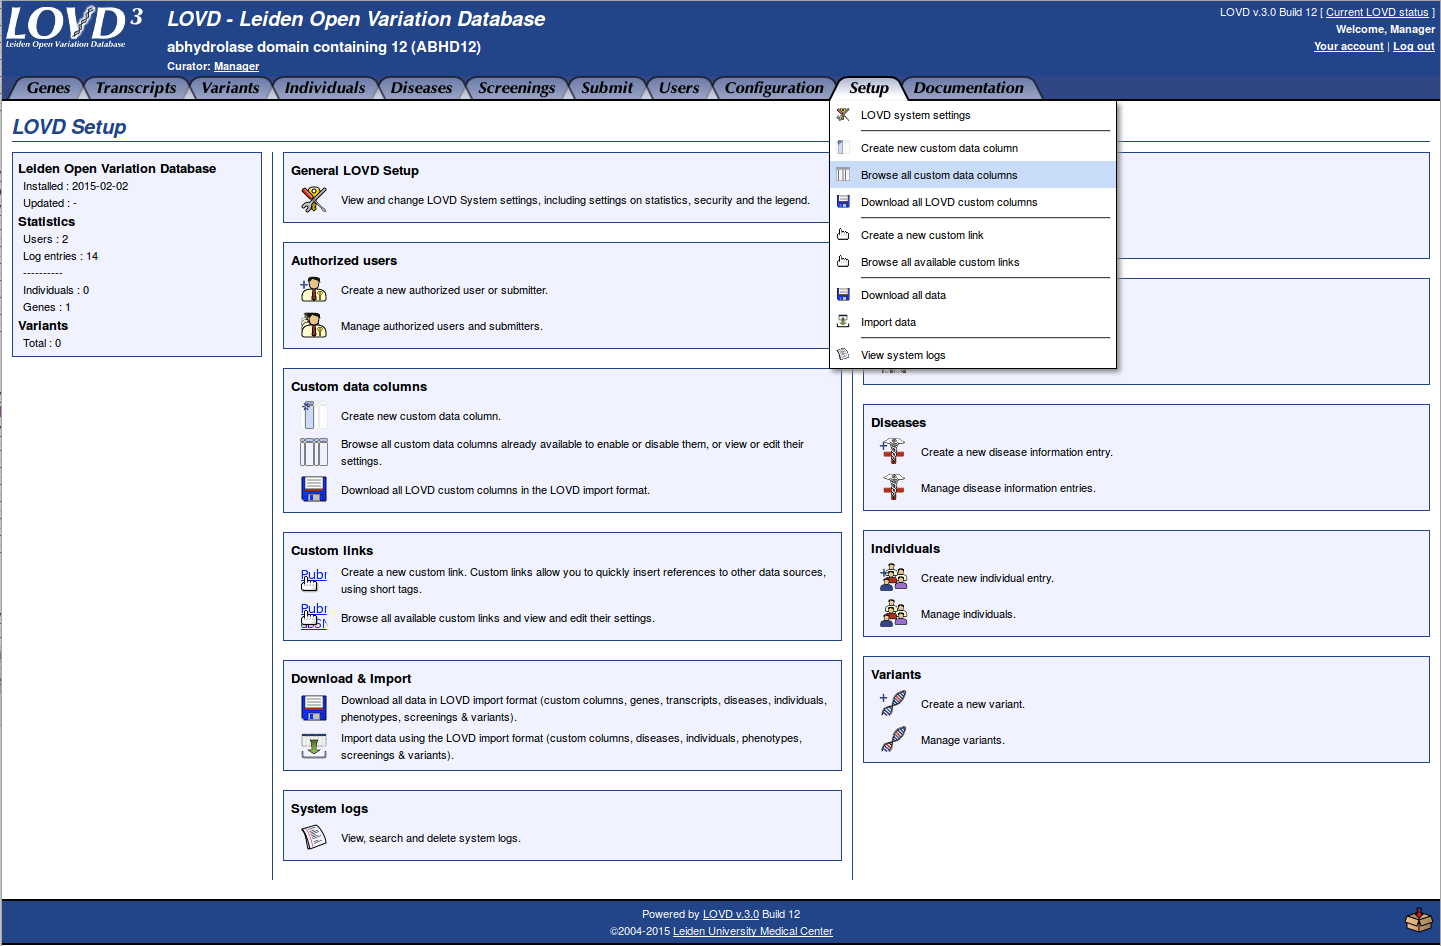 LOVD 3
Leiden Open Variation Database
LOVD - Leiden Open Variation Database
abhydrolase domain containing 12 (ABHD12)
Curator: Manager
LOVD v.3.0 Build 12 [ Current LOVD status ]
Welcome, Manager
Your account | Log out
Genes Transcripts Variants Individuals Diseases Screenings Submit Users Configuration Setup Documentation
LOVD system settings
Create new custom data column
Browse all custom data columns
Download all LOVD custom columns
Create a new custom link
Browse all available custom links
Download all data
Import data
View system logs
LOVD Setup
Leiden Open Variation Database
Installed : 2015-02-02
Updated : -
Statistics
Users : 2
Log entries : 14
----------
Individuals : 0
Genes : 1
Variants
Total : 0
General LOVD Setup
View and change LOVD System settings, including settings on statistics, security and the legend.
Authorized users
Create a new authorized user or submitter.
Manage authorized users and submitters.
Custom data columns
Create new custom data column.
Browse all custom data columns already available to enable or disable them, or view or edit their
settings.
Download all LOVD custom columns in the LOVD import format.
Custom links
Create a new custom link. Custom links allow you to quickly insert references to other data sources,
using short tags.
Browse all available custom links and view and edit their settings.
Download & Import
Download all data in LOVD import format (custom columns, genes, transcripts, diseases, individuals,
phenotypes, screenings & variants).
Import data using the LOVD import format (custom columns, diseases, individuals, phenotypes,
screenings & variants).
System logs
View, search and delete system logs.
Diseases
Create a new disease information entry.
Manage disease information entries.
Individuals
Create new individual entry.
Manage individuals.
Variants
Create a new variant.
Manage variants.
Powered by LOVD v.3.0 Build 12
©2004-2015 Leiden University Medical Center